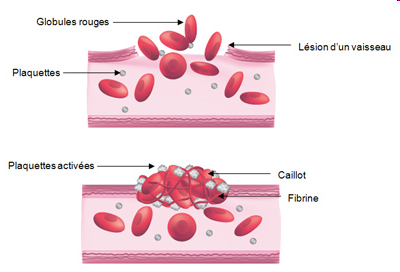 Globules rouges
Lésion d'un vaisseau
Plaquettes
Plaquettes activées
Caillot
Fibrine